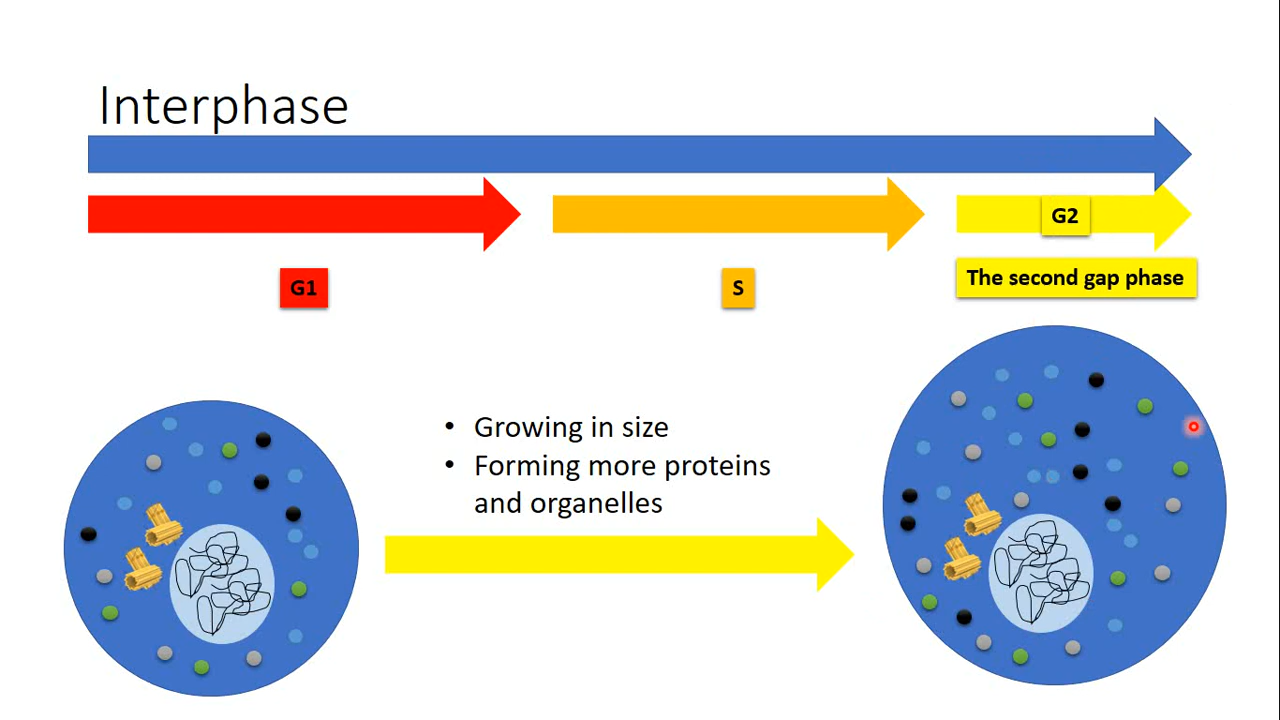 Interphase
G2
G1
S
The second gap phase
• Growing in size
• Forming more proteins
and organelles